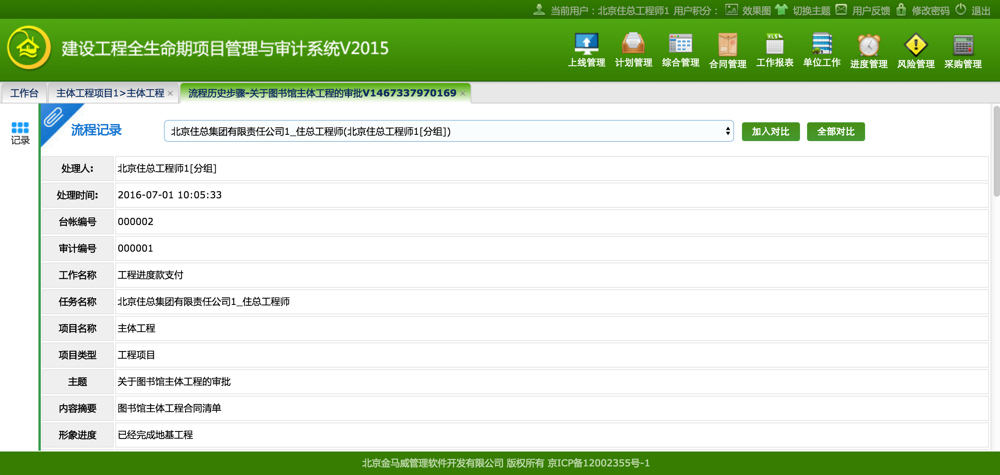 当前用户：北京住总工程师1 用户积分： 效果图 切换主题 用户反馈 修改密码 退出
建设工程全生命期项目管理与审计系统V2015
上线管理 计划管理 综合管理 合同管理 工作报表 单位工作 进度管理 风险管理 采购管理
XLS
工作台 主体工程项目1>主体工程 × 流程历史步骤-关于图书馆主体工程的审批V1467337970169 ×
记录
流程记录 北京住总集团有限责任公司1_住总工程师(北京住总工程师1[分组]) 加入对比 全部对比
处理人: 北京住总工程师1[分组]
处理时间: 2016-07-01 10:05:33
台帐编号 000002
审计编号 000001
工作名称 工程进度款支付
任务名称 北京住总集团有限责任公司1_住总工程师
项目名称 主体工程
项目类型 工程项目
主题 关于图书馆主体工程的审批
内容摘要 图书馆主体工程合同清单
形象进度 已经完成地基工程
北京金马威管理软件开发有限公司 版权所有 京ICP备12002355号-1